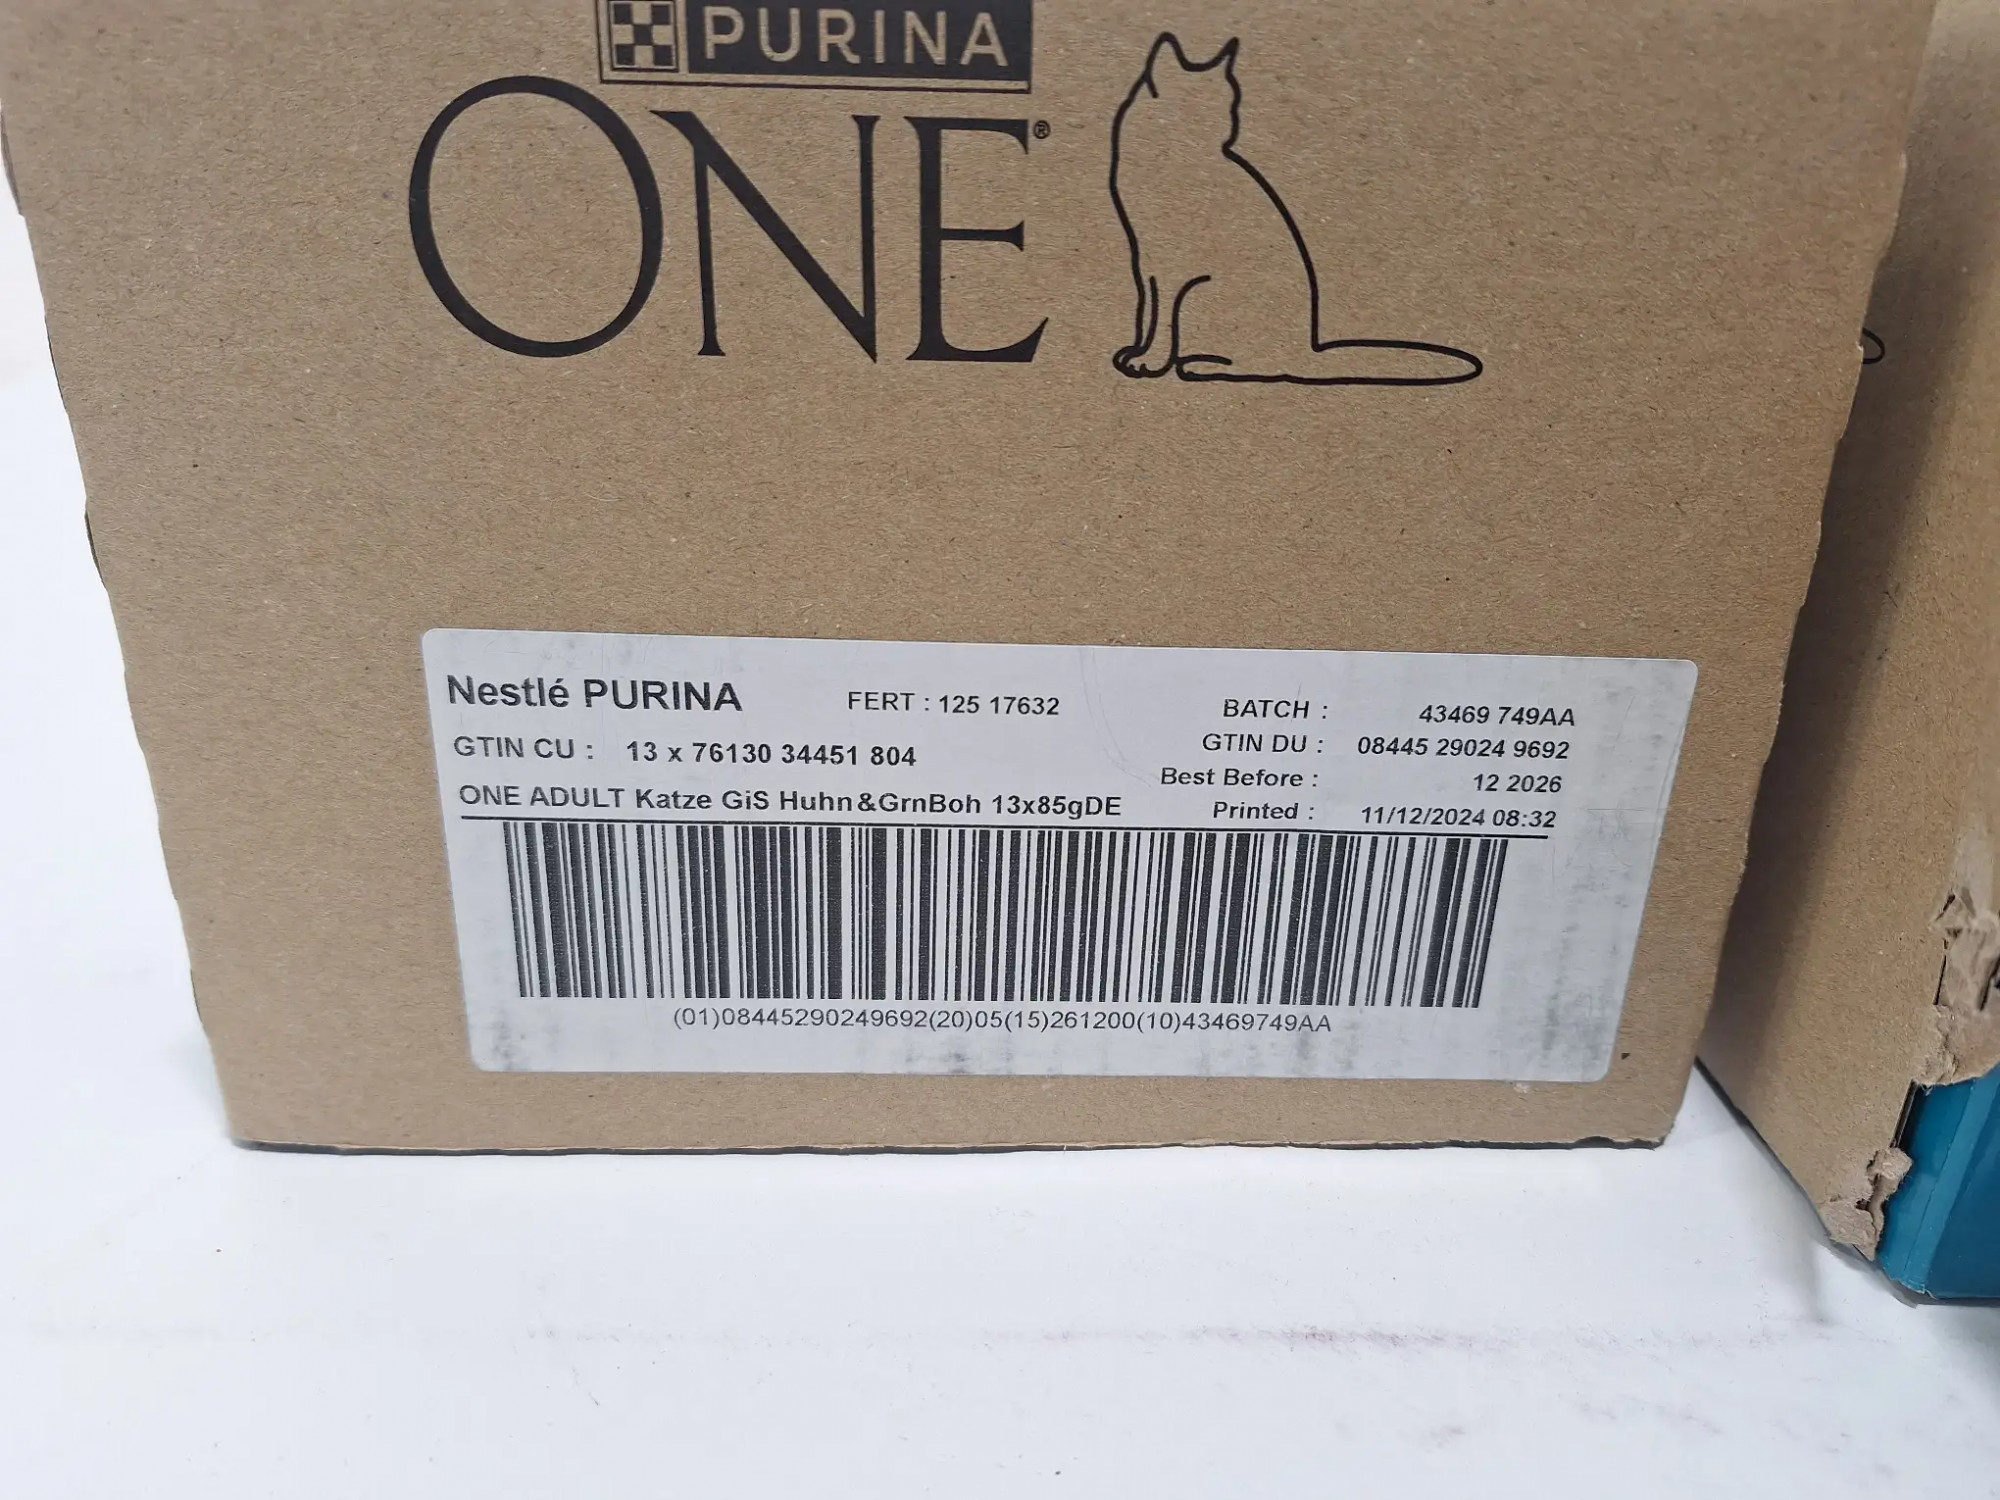 PURINA
ONE®
Nestlé PURINA FERT : 125 17632 BATCH : 43469 749AA
GTIN CU : 13 x 76130 34451 804 GTIN DU : 08445 29024 9692
Best Before : 12 2026
ONE ADULT Katze GiS Huhn&GrnBoh 13x85gDE Printed : 11/12/2024 08:32
(01)08445290249692(20)05(15)261200(10)43469749AA